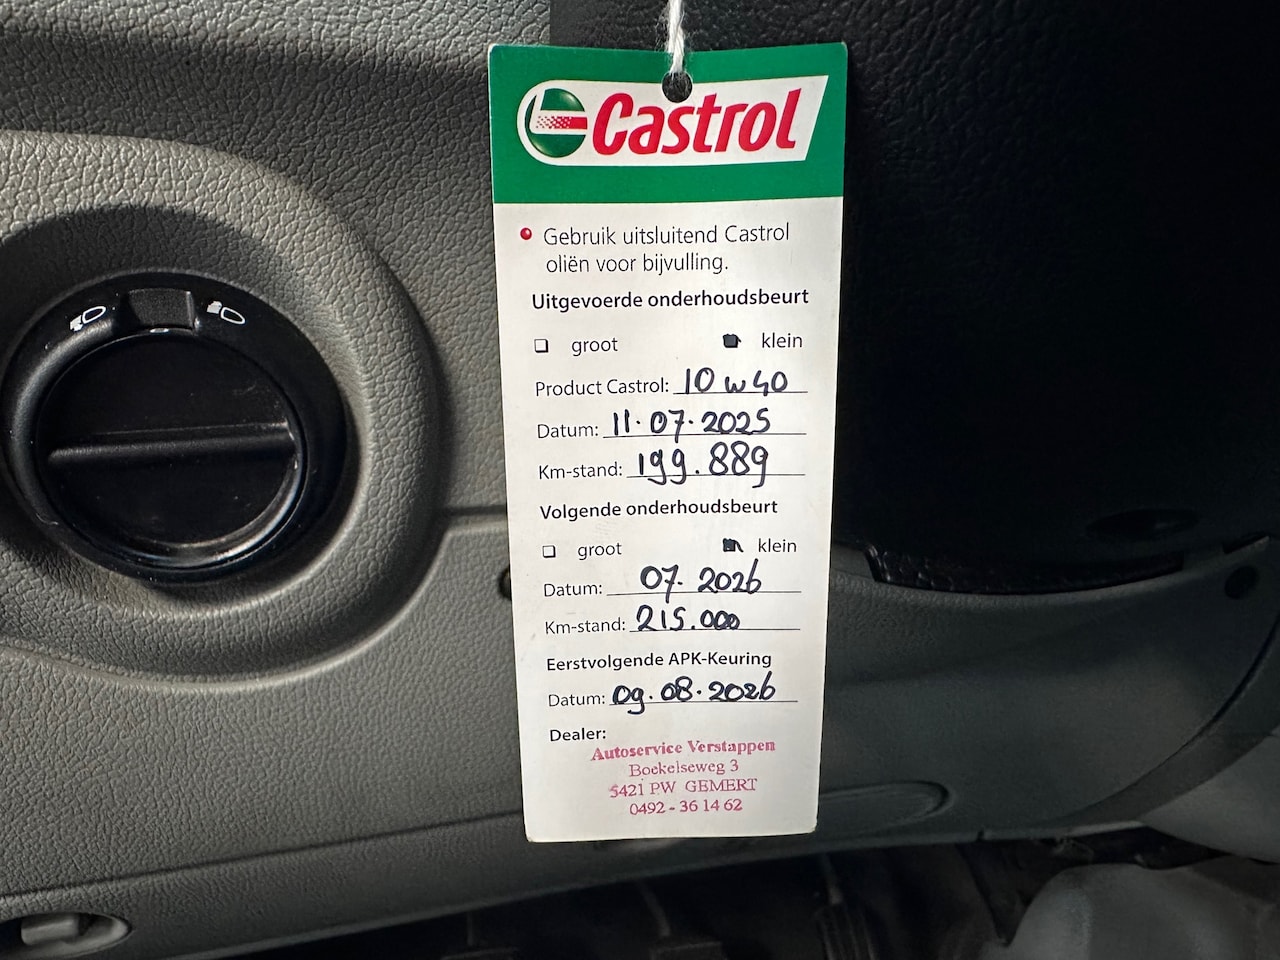 Castrol
Gebruik uitsluitend Castrol
oliën voor bijvulling.
Uitgevoerde onderhoudsbeurt
groot klein
Product Castrol: 10 w 40
Datum: 11.07.2025
Km-stand: 199.889
Volgende onderhoudsbeurt
groot klein
Datum: 07.2026
Km-stand: 215.000
Eerstvolgende APK-Keuring
Datum: 09.08.2026
Dealer:
Autoservice Verstappen
Boekelseweg 3
5421 PW GEMERT
0492 - 36 14 62